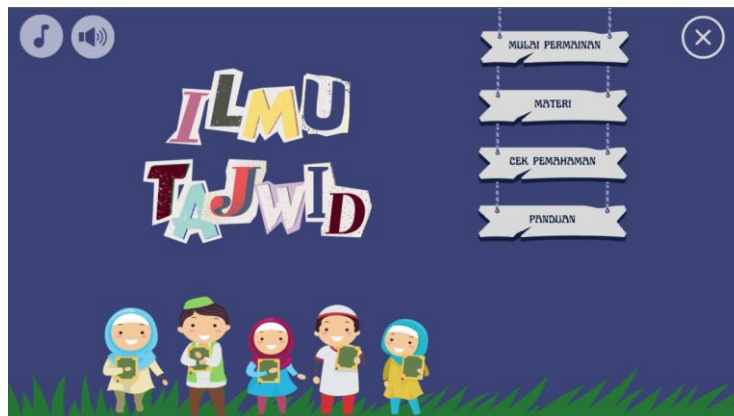 ILMU
TAJWID
MULAI PERMAINAN
MATERI
CEK PEMAHAMAN
PANDUAN